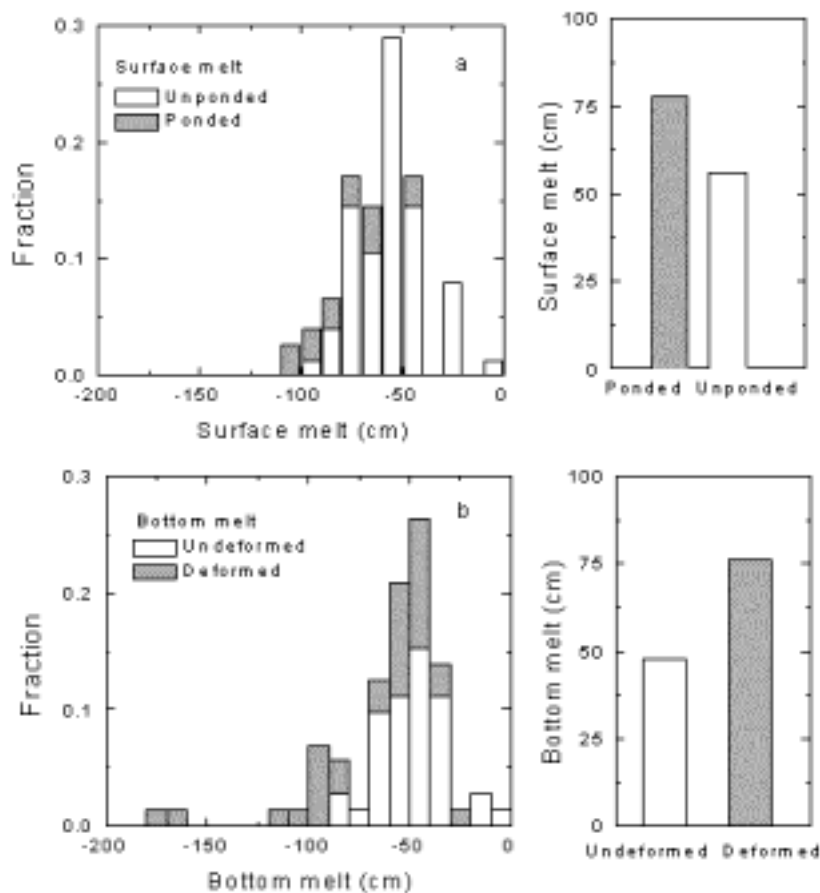 0.3
0.2
0.1
0.0
Fraction
Surface melt
Unponded
Ponded
a
-200 -150 -100 -50 0
Surface melt (cm)
100
75
50
25
0
Surface melt (cm)
Ponded Unponded
0.3
0.2
0.1
0.0
Fraction
Bottom melt
Undeformed
Deformed
b
-200 -150 -100 -50 0
Bottom melt (cm)
100
75
50
25
0
Bottom melt (cm)
Undeformed Deformed